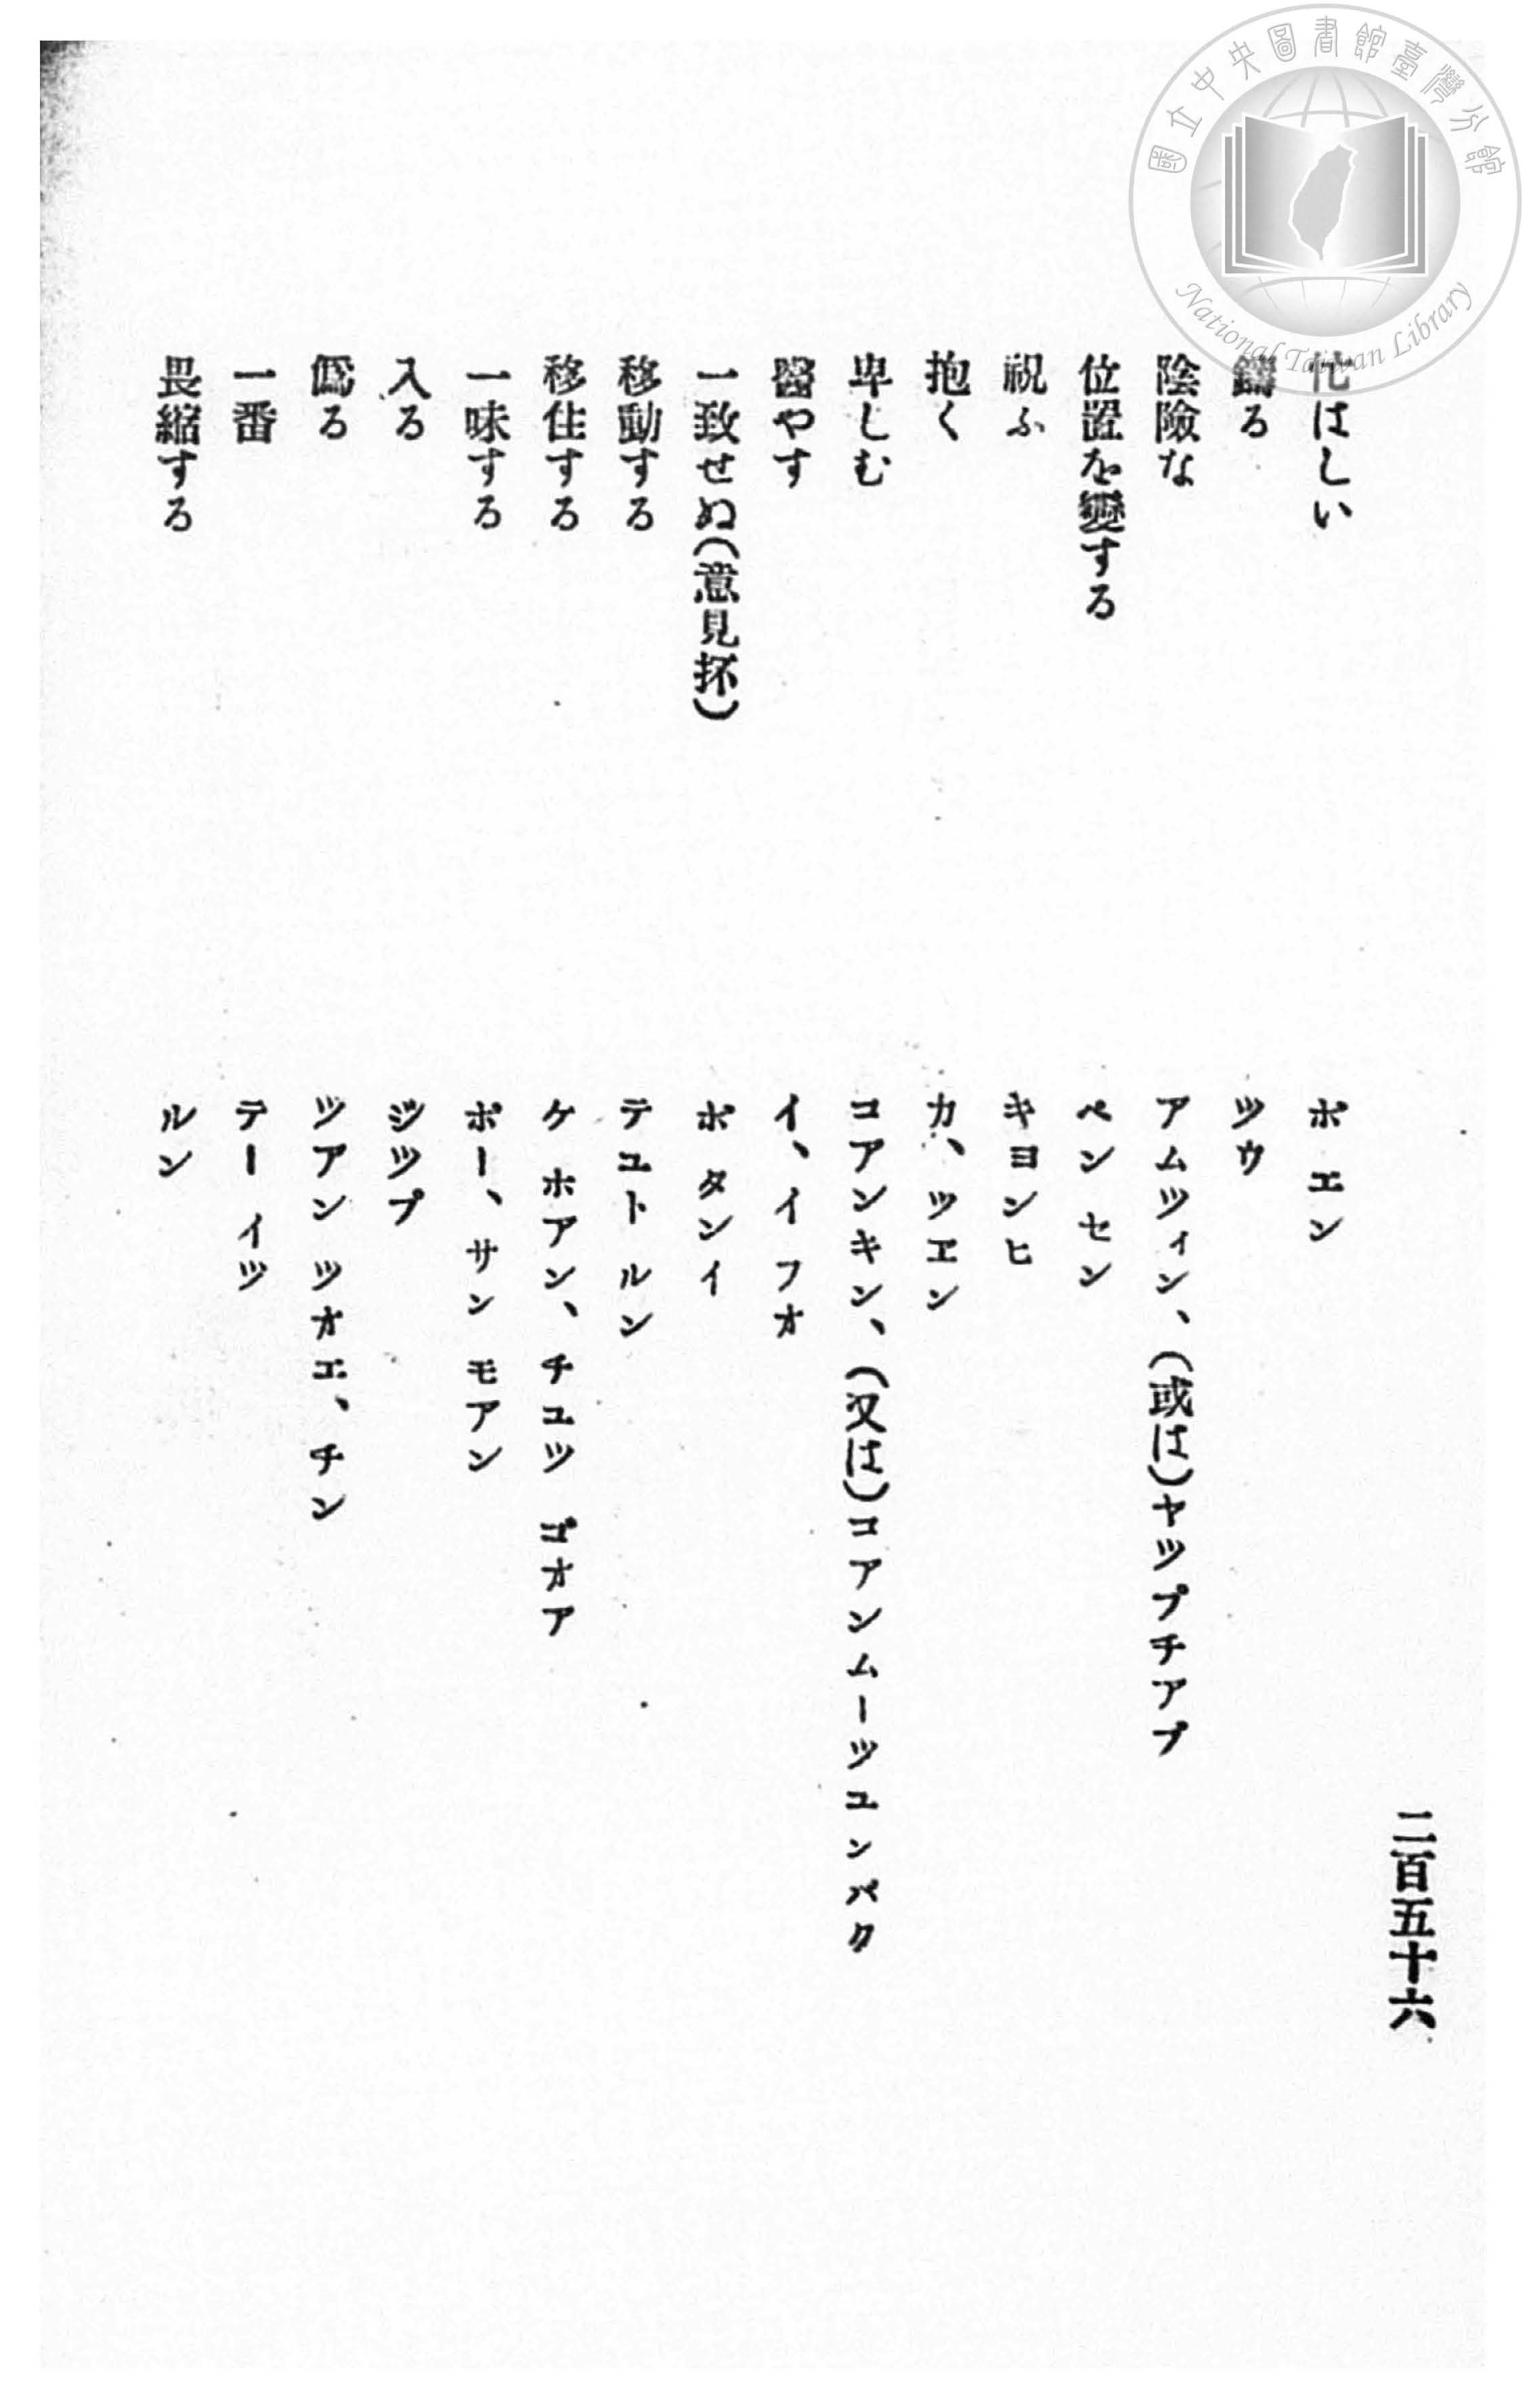 國立中央圖書館臺灣分館
National Taiwan Library
二百五十六
忙はしい ポエン
鑄る ツウ
陰險な アムツィン、(或は)ヤップチアプ
位置を變する ペンセン
祝ふ キヨンヒ
抱く カ、ツエン
卑しむ コアンキン、(又は)コアンムーツユンパク
醫やす イ、イフオ
一致せぬ(意見抔) ポ タンイ
移動する テユトルン
移住する ケ ホアン、チユツ ゴオア
一味する ポー、サン モアン
入る ジップ
僞る ツアン ツオエ、チン
一番 テー イツ
畏縮する ルン